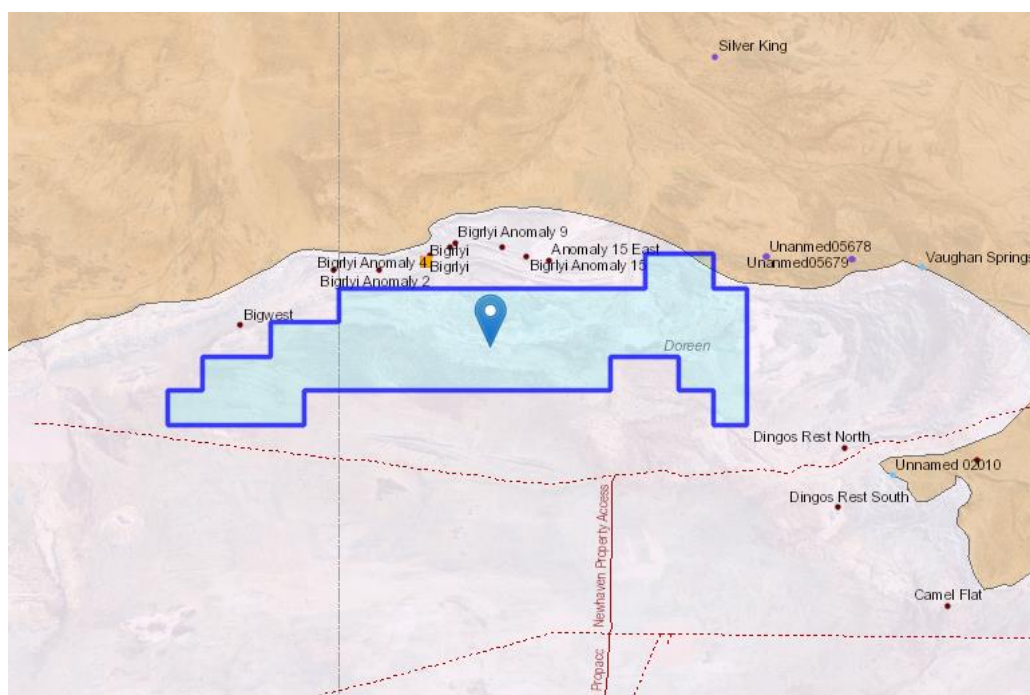 Silver King
Bigrlyi Anomaly 9
Bigrlyi
Anomaly 15 East
Unanmed05678
Bigrlyi Anomaly 4
Bigrlyi
Bigrlyi Anomaly 15
Unanmed05679
Vaughan Springs
Bigrlyi Anomaly 2
Bigwest
Doreen
Dingos Rest North
Unnamed 02010
Dingos Rest South
Newhaven Property Access
Camel Flat
Propacc